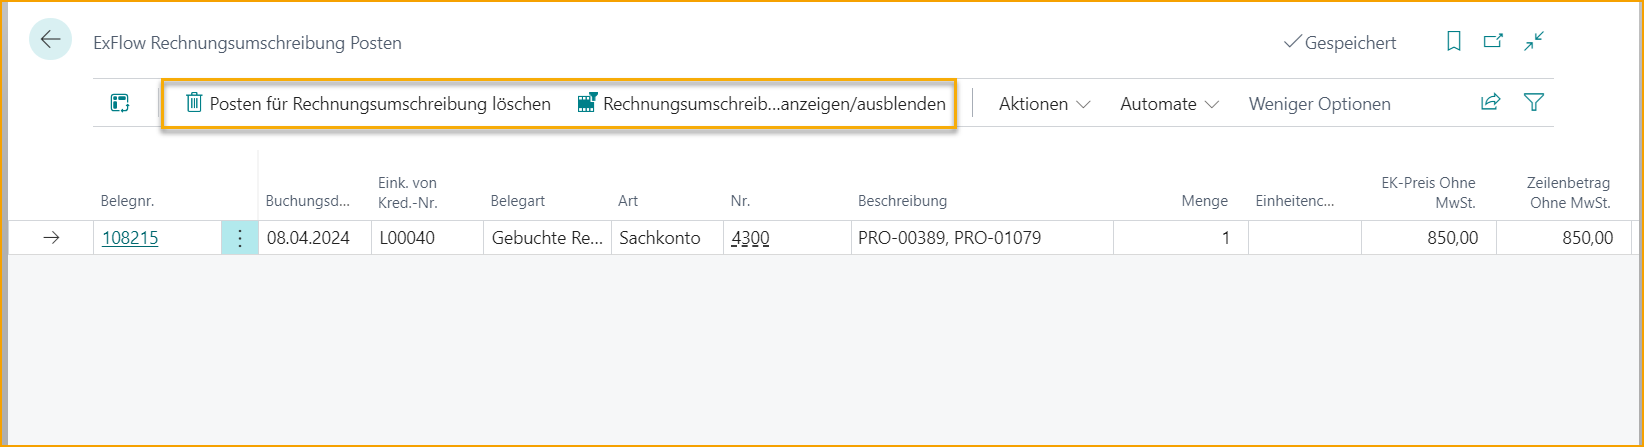 ExFlow Rechnungsumschreibung Posten
Gespeichert
Posten für Rechnungsumschreibung löschen
Rechnungsumschreib...anzeigen/ausblenden
Aktionen
Automate
Weniger Optionen
Belegnr.
Buchungsd...
Eink. von
Kred.-Nr.
Belegart
Art
Nr.
Beschreibung
Menge
Einheitenc...
EK-Preis Ohne
MwSt.
Zeilenbetrag
Ohne MwSt.
108215
08.04.2024
L00040
Gebuchte Re...
Sachkonto
4300
PRO-00389, PRO-01079
1
850,00
850,00